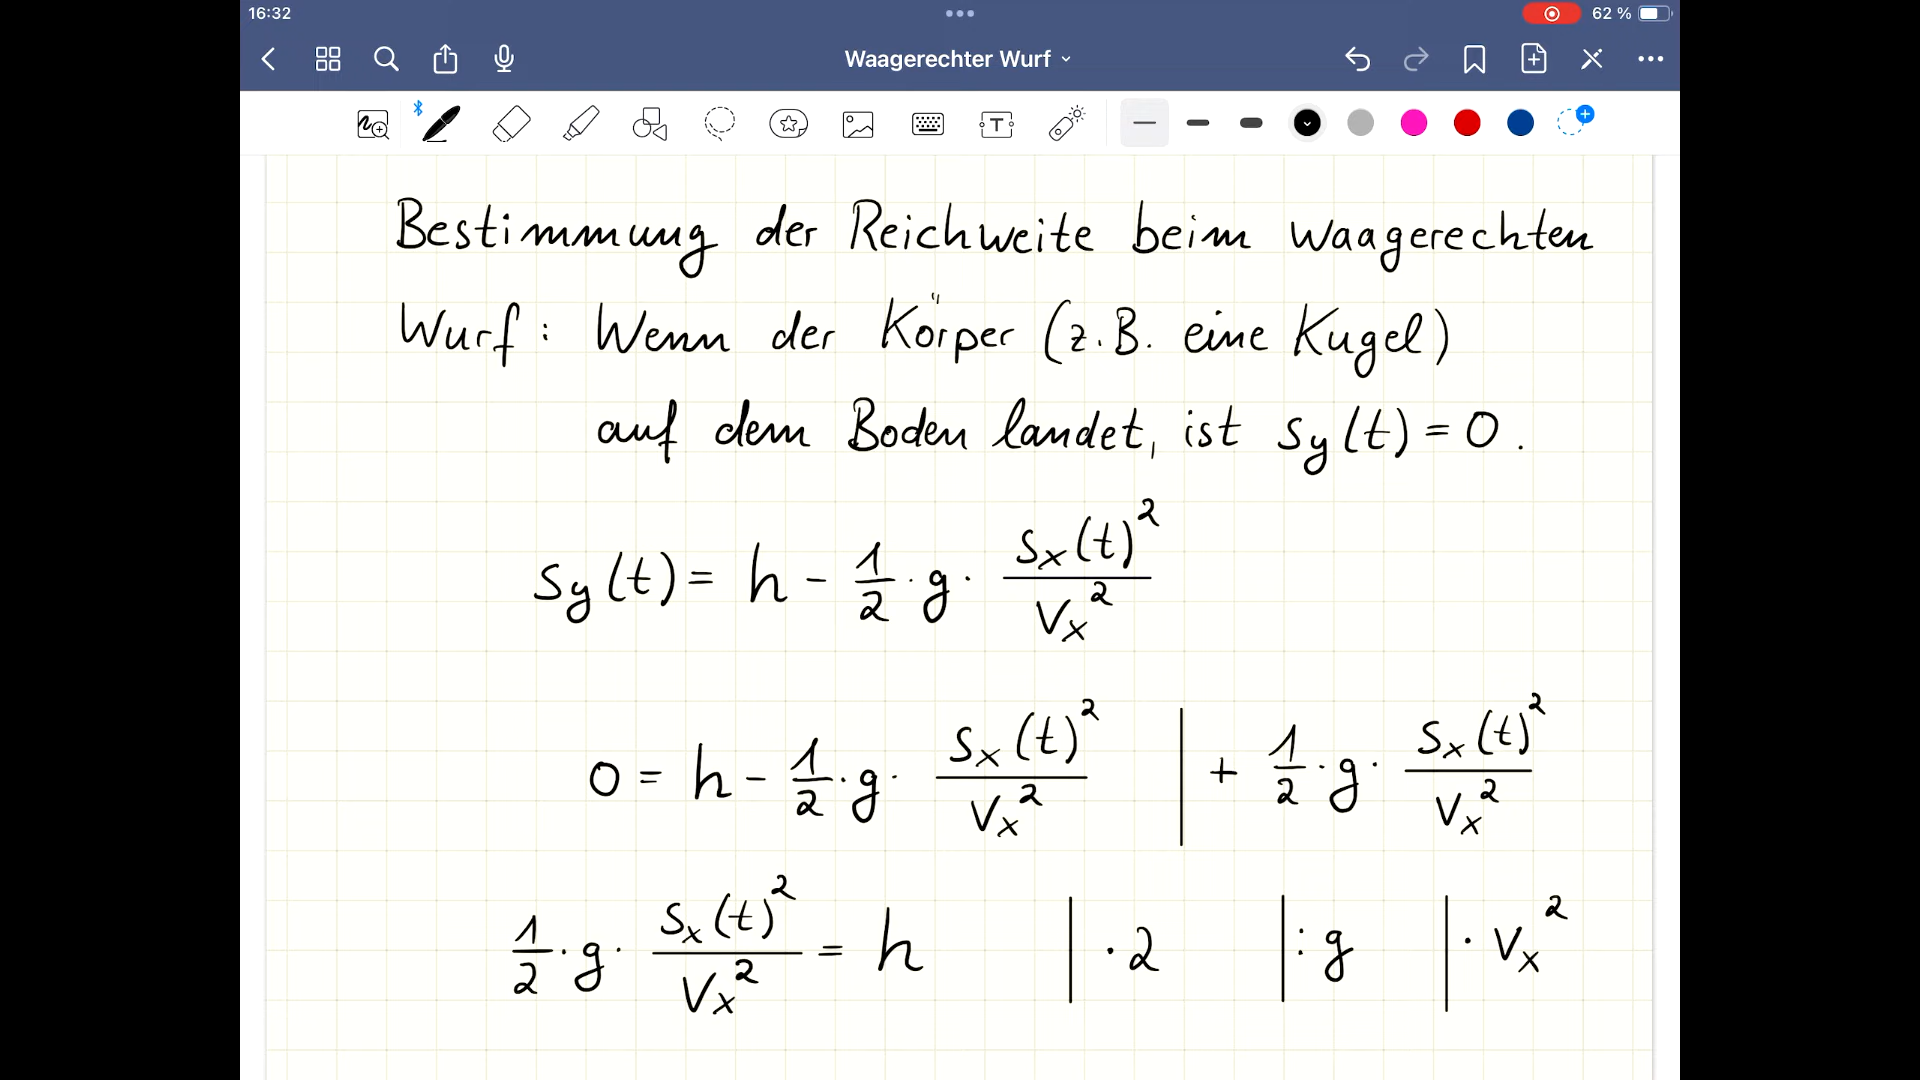 16:32
62 %
Waagerechter Wurf
T
Bestimmung der Reichweite beim waagerechten
Wurf: Wenn der Körper (z.B. eine Kugel)
auf dem Boden landet, ist sy(t) = 0.
sy(t) = h - 1/2 · g · sx(t)²/vx²
0 = h - 1/2 · g · sx(t)²/vx² | + 1/2 · g · sx(t)²/vx²
1/2 · g · sx(t)²/vx² = h | · 2 | : g | · vx²